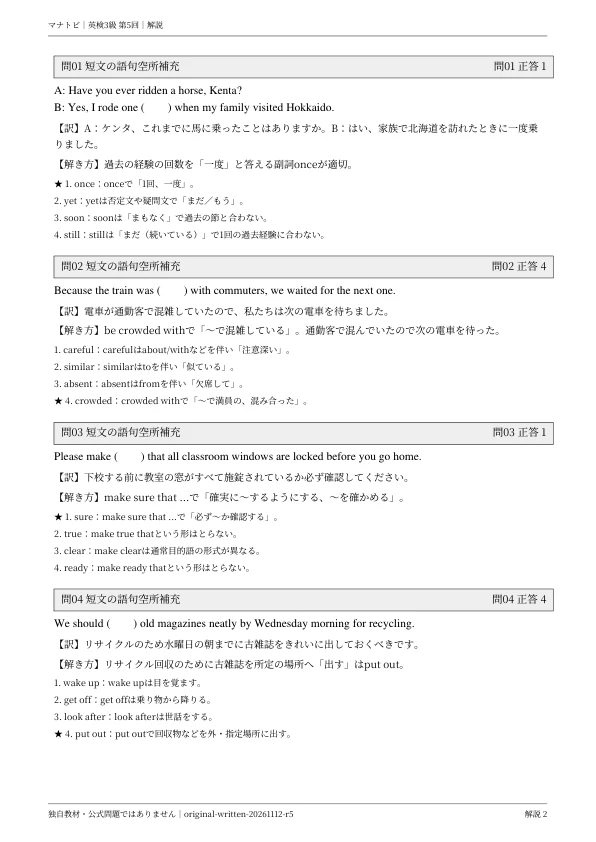 マナトビ｜英検3級 第5回｜解説
問01 短文の語句空所補充 問01 正答 1
A: Have you ever ridden a horse, Kenta?
B: Yes, I rode one (　　) when my family visited Hokkaido.
【訳】A：ケンタ、これまでに馬に乗ったことはありますか。B：はい、家族で北海道を訪れたときに一度乗
りました。
【解き方】過去の経験の回数を「一度」と答える副詞onceが適切。
★ 1. once：onceで「1回、一度」。
2. yet：yetは否定文や疑問文で「まだ／もう」。
3. soon：soonは「まもなく」で過去の節と合わない。
4. still：stillは「まだ（続いている）」で1回の過去経験に合わない。
問02 短文の語句空所補充 問02 正答 4
Because the train was (　　) with commuters, we waited for the next one.
【訳】電車が通勤客で混雑していたので、私たちは次の電車を待ちました。
【解き方】be crowded withで「～で混雑している」。通勤客で混んでいたので次の電車を待った。
1. careful：carefulはabout/withなどを伴い「注意深い」。
2. similar：similarはtoを伴い「似ている」。
3. absent：absentはfromを伴い「欠席して」。
★ 4. crowded：crowded withで「～で満員の、混み合った」。
問03 短文の語句空所補充 問03 正答 1
Please make (　　) that all classroom windows are locked before you go home.
【訳】下校する前に教室の窓がすべて施錠されているか必ず確認してください。
【解き方】make sure that …で「確実に～するようにする、～を確かめる」。
★ 1. sure：make sure that …で「必ず～か確認する」。
2. true：make true thatという形はとらない。
3. clear：make clearは通常目的語の形式が異なる。
4. ready：make ready thatという形はとらない。
問04 短文の語句空所補充 問04 正答 4
We should (　　) old magazines neatly by Wednesday morning for recycling.
【訳】リサイクルのため水曜日の朝までに古雑誌をきれいに出しておくべきです。
【解き方】リサイクル回収のために古雑誌を所定の場所へ「出す」はput out。
1. wake up：wake upは目を覚ます。
2. get off：get offは乗り物から降りる。
3. look after：look afterは世話をする。
★ 4. put out：put outで回収物などを外・指定場所に出す。
独自教材・公式問題ではありません｜original-written-20261112-r5 解説 2